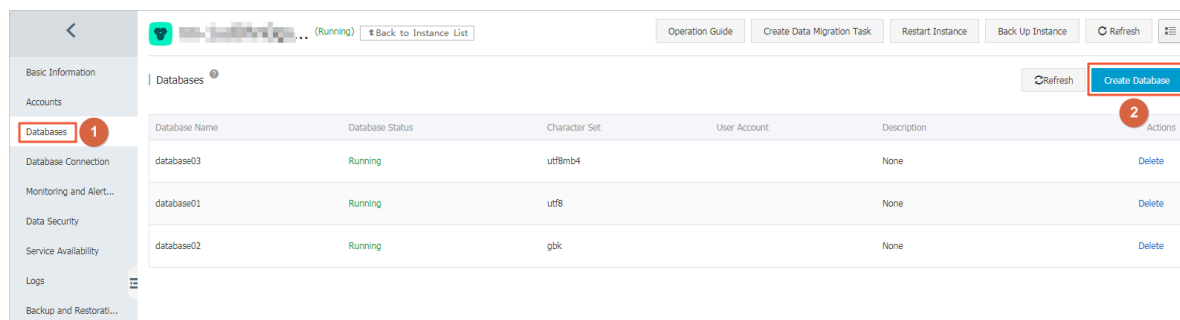 ... (Running) Back to Instance List Operation Guide Create Data Migration Task Restart Instance Back Up Instance Refresh
Basic Information
Accounts
Databases 1
Database Connection
Monitoring and Alert...
Data Security
Service Availability
Logs
Backup and Restorati...
Databases ? Refresh Create Database
2
Database Name Database Status Character Set User Account Description Actions
database03 Running utf8mb4 None Delete
database01 Running utf8 None Delete
database02 Running gbk None Delete